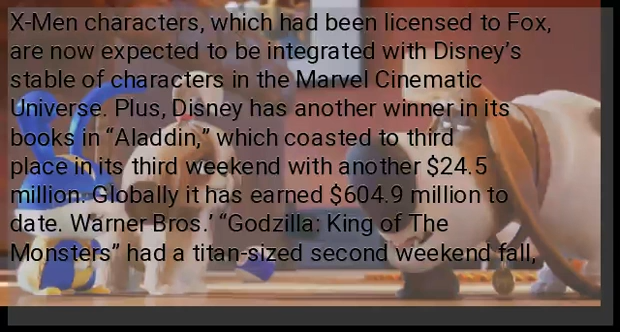 X-Men characters, which had been licensed to Fox,
are now expected to be integrated with Disney’s
stable of characters in the Marvel Cinematic
Universe. Plus, Disney has another winner in its
books in “Aladdin,” which coasted to third
place in its third weekend with another $24.5
million. Globally it has earned $604.9 million to
date. Warner Bros.’ “Godzilla: King of The
Monsters” had a titan-sized second weekend fall,